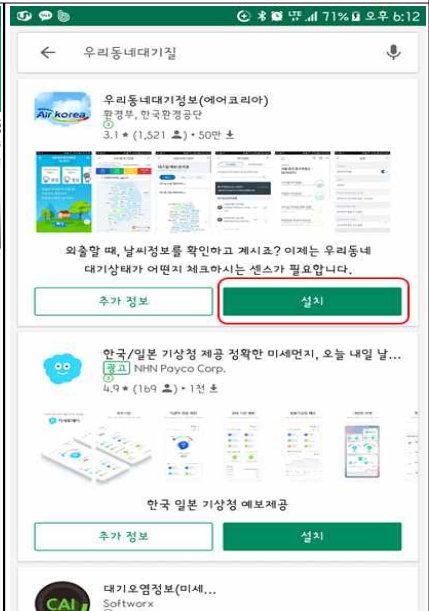 LTE 71% 오후 6:12
우리동네대기질
Air korea
우리동네대기정보(에어코리아)
환경부, 한국환경공단
3.1★ (1,521) • 50만
외출할 때, 날씨정보를 확인하고 계시죠? 이제는 우리동네
대기상태가 어떤지 체크하시는 센스가 필요합니다.
추가 정보
설치
한국/일본 기상청 제공 정확한 미세먼지, 오늘 내일 날...
광고 NHN Payco Corp.
4.9★ (169) • 1천
한국 일본 기상청 예보제공
추가 정보
설치
CAI
대기오염정보(미세...
Softworx